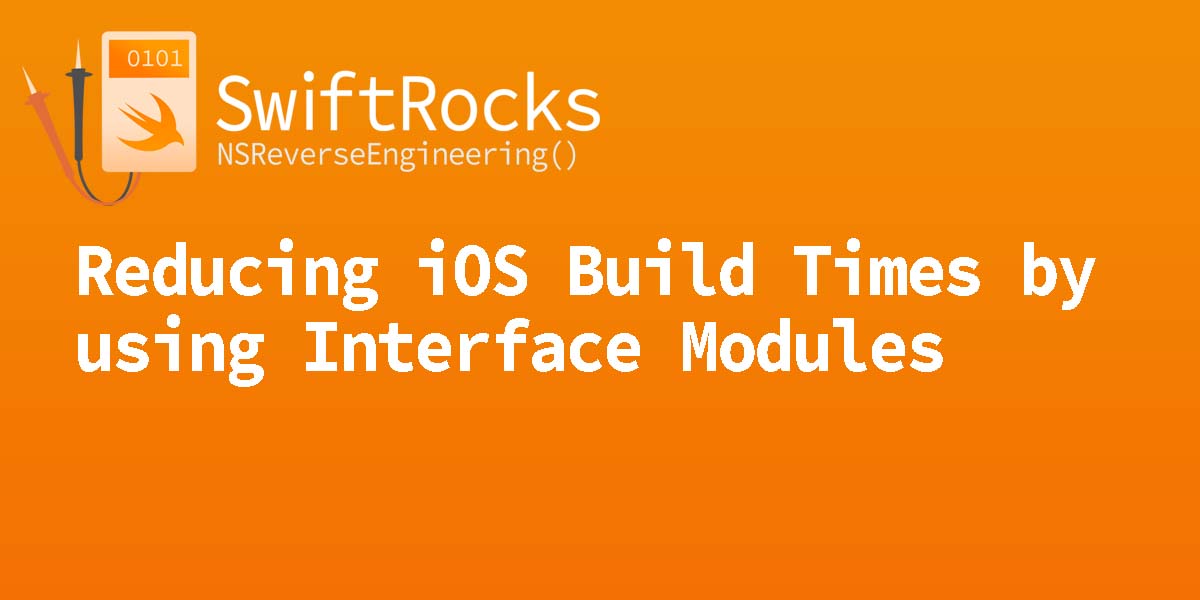 0101
SwiftRocks
NSReverseEngineering()
Reducing iOS Build Times by
using Interface Modules